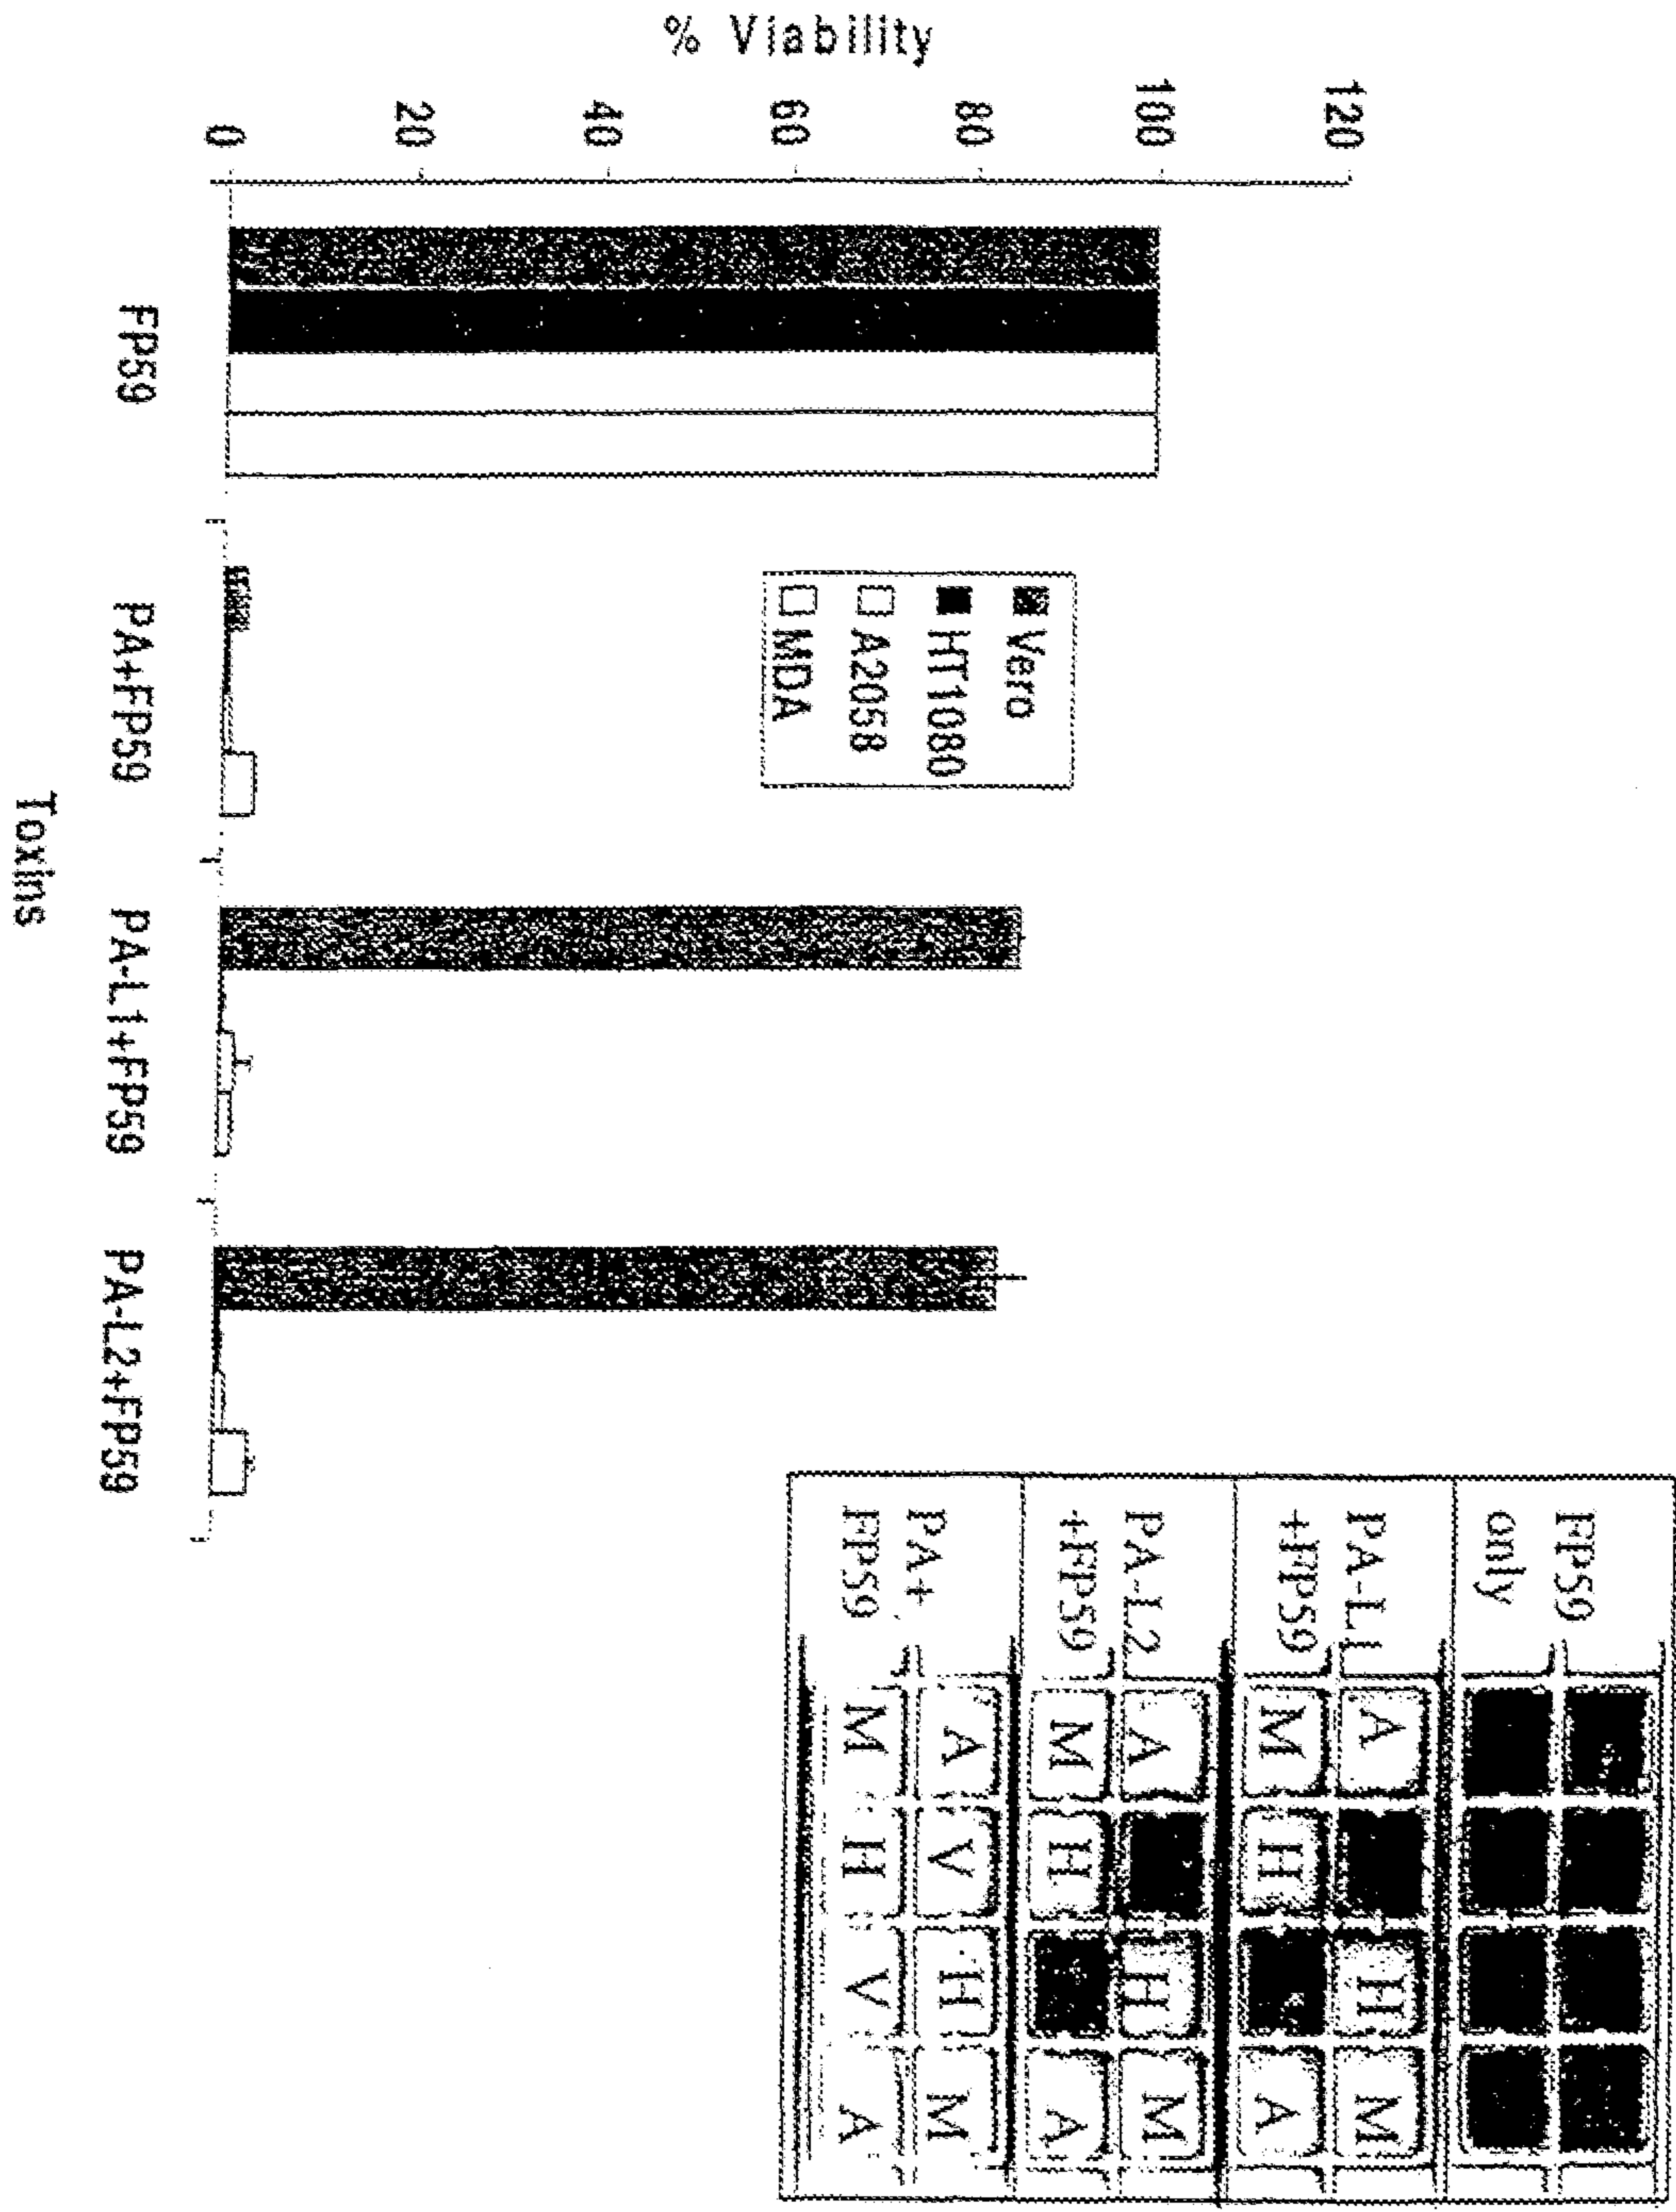 % Viability
120
100
80
60
40
20
0
FP59
PA+FP59
PA-L1+FP59
PA-L2+FP59
Toxins
Vero
HT1080
A2058
MDA
FP59
only
PA-L1
+FP59
A H M
M H A
PA-L2
+FP59
A H M
M H A
PA+
FP59
A V H M
M H V A